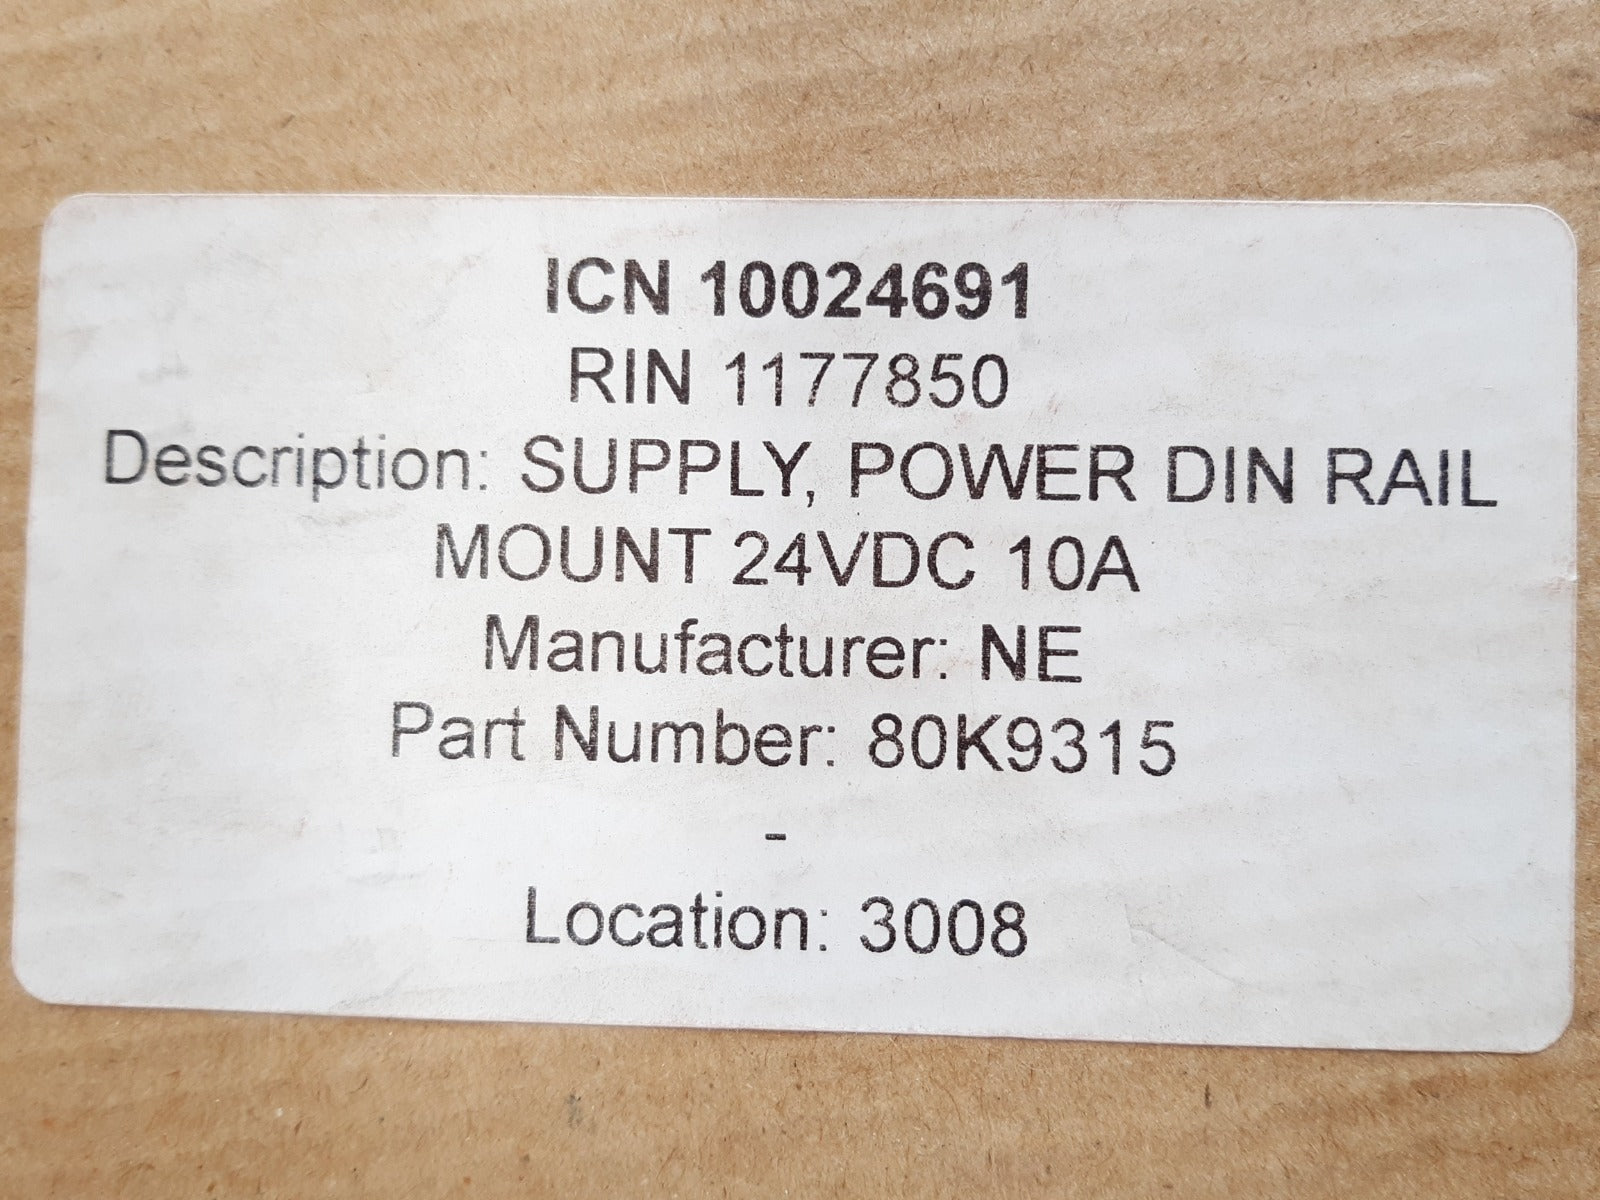 ICN 10024691
RIN 1177850
Description: SUPPLY, POWER DIN RAIL
MOUNT 24VDC 10A
Manufacturer: NE
Part Number: 80K9315
-
Location: 3008